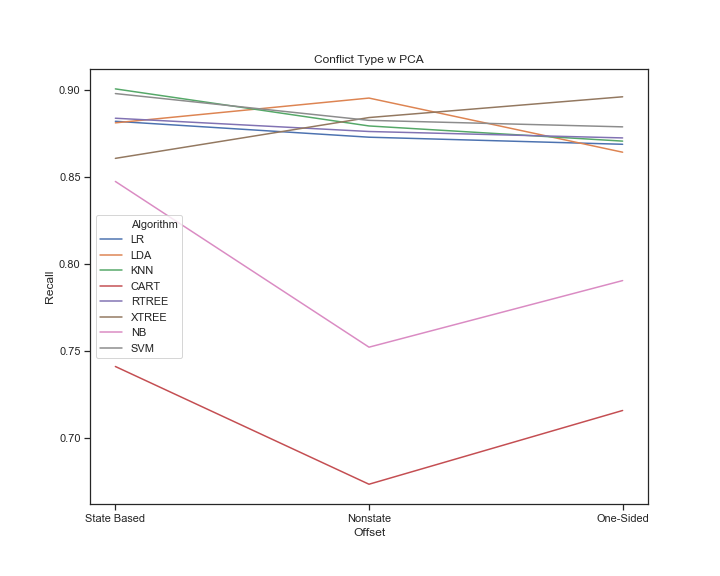 Conflict Type w PCA
0.90
0.85
0.80
0.75
0.70
Recall
Algorithm
LR
LDA
KNN
CART
RTREE
XTREE
NB
SVM
State Based
Nonstate
One-Sided
Offset